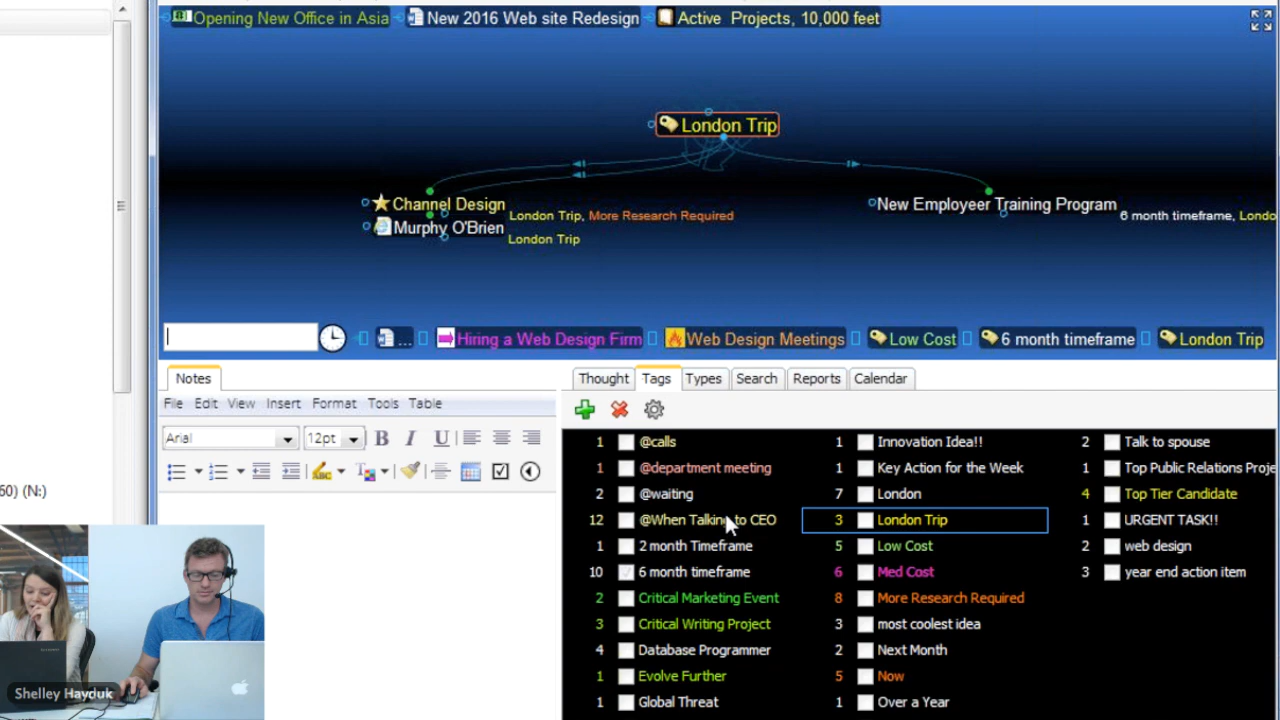 Opening New Office in Asia New 2016 Web site Redesign Active Projects, 10,000 feet
London Trip
Channel Design London Trip, More Research Required
Murphy O'Brien London Trip
New Employeer Training Program 6 month timeframe, Londo
... Hiring a Web Design Firm Web Design Meetings Low Cost 6 month timeframe London Trip
Notes
File Edit View Insert Format Tools Table
Arial 12pt B I U
Thought Tags Types Search Reports Calendar
1 @calls
1 @department meeting
2 @waiting
12 @When Talking to CEO
1 2 month Timeframe
10 6 month timeframe
2 Critical Marketing Event
3 Critical Writing Project
4 Database Programmer
1 Evolve Further
1 Global Threat
1 Innovation Idea!!
1 Key Action for the Week
7 London
3 London Trip
5 Low Cost
6 Med Cost
8 More Research Required
3 most coolest idea
2 Next Month
5 Now
1 Over a Year
2 Talk to spouse
1 Top Public Relations Proje
4 Top Tier Candidate
1 URGENT TASK!!
2 web design
3 year end action item
60) (N:)
Shelley Hayduk